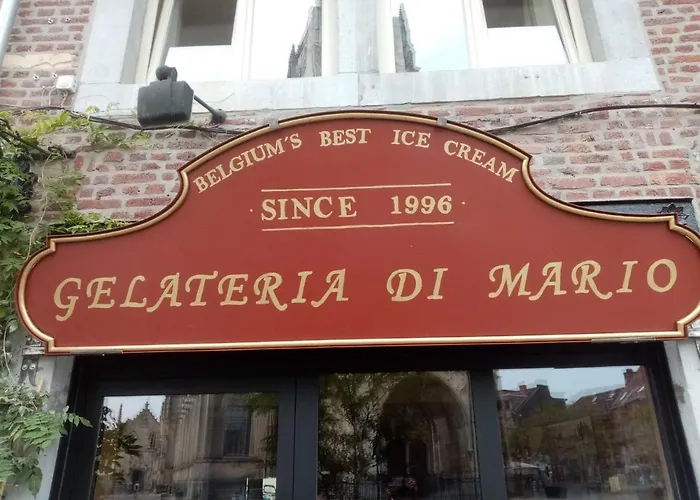 BELGIUM´S BEST ICE CREAM
SINCE 1996
GELATERIA DI MARIO